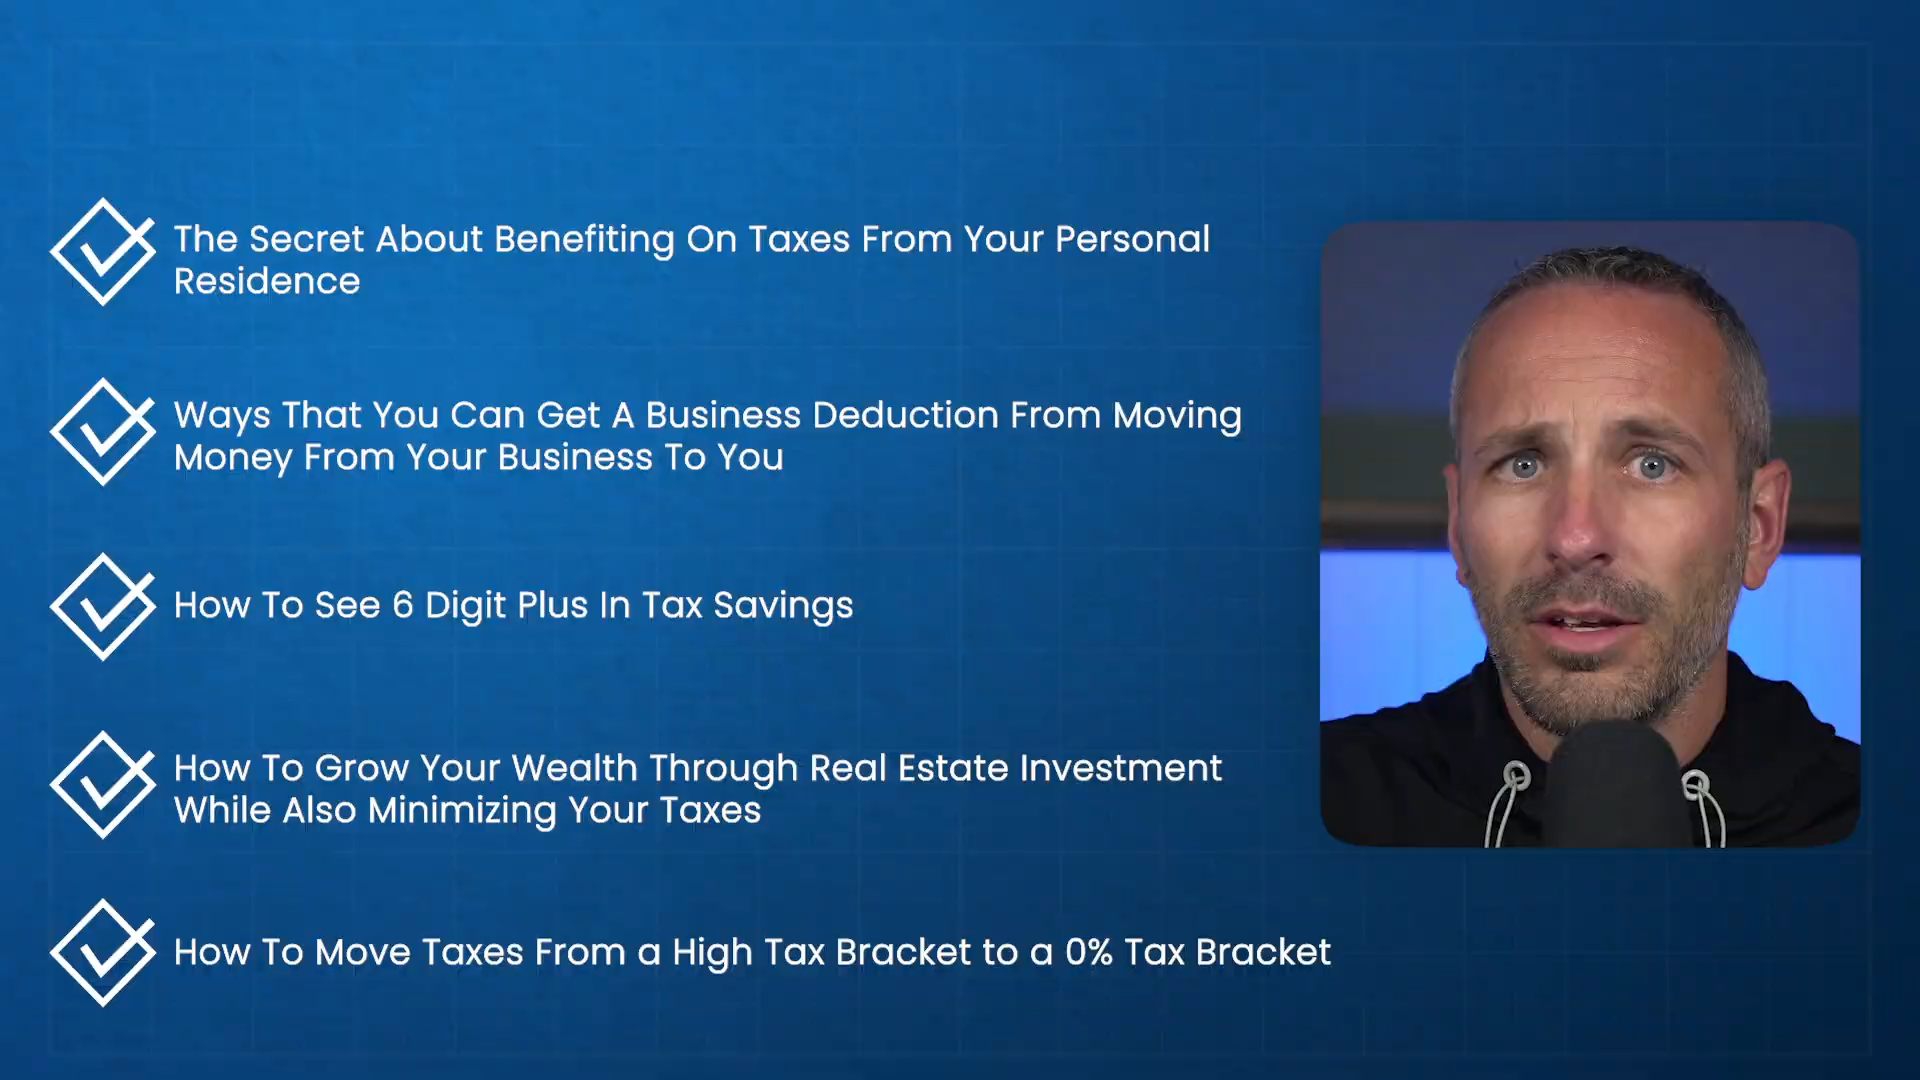 The Secret About Benefiting On Taxes From Your Personal
Residence
Ways That You Can Get A Business Deduction From Moving
Money From Your Business To You
How To See 6 Digit Plus In Tax Savings
How To Grow Your Wealth Through Real Estate Investment
While Also Minimizing Your Taxes
How To Move Taxes From a High Tax Bracket to a 0% Tax Bracket